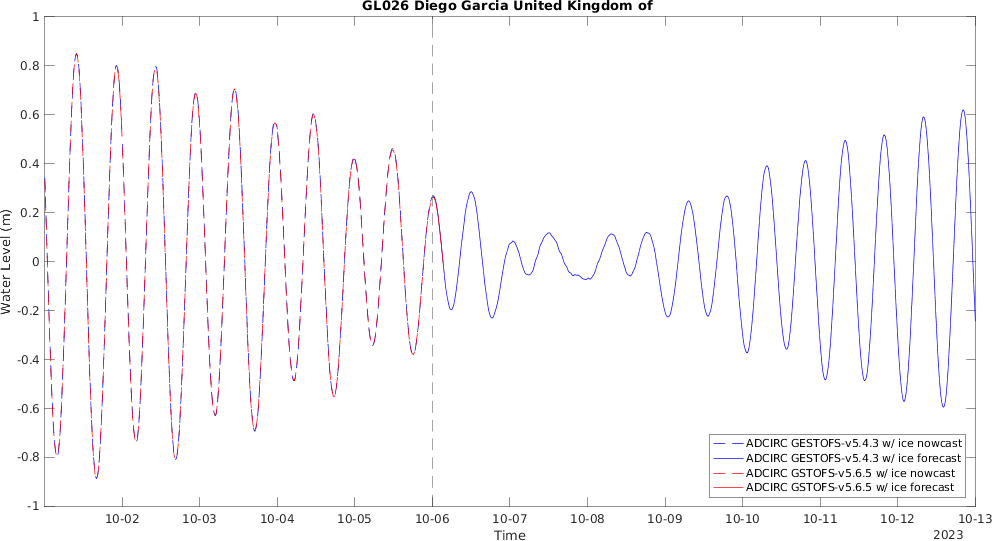 GL026 Diego Garcia United Kingdom of
1
0.8
0.6
0.4
0.2
0
-0.2
-0.4
-0.6
-0.8
-1
Water Level (m)
ADCIRC GESTOFS-v5.4.3 w/ ice nowcast
ADCIRC GESTOFS-v5.4.3 w/ ice forecast
ADCIRC GSTOFS-v5.6.5 w/ ice nowcast
ADCIRC GSTOFS-v5.6.5 w/ ice forecast
10-02 10-03 10-04 10-05 10-06 10-07 10-08 10-09 10-10 10-11 10-12 10-13
Time
2023